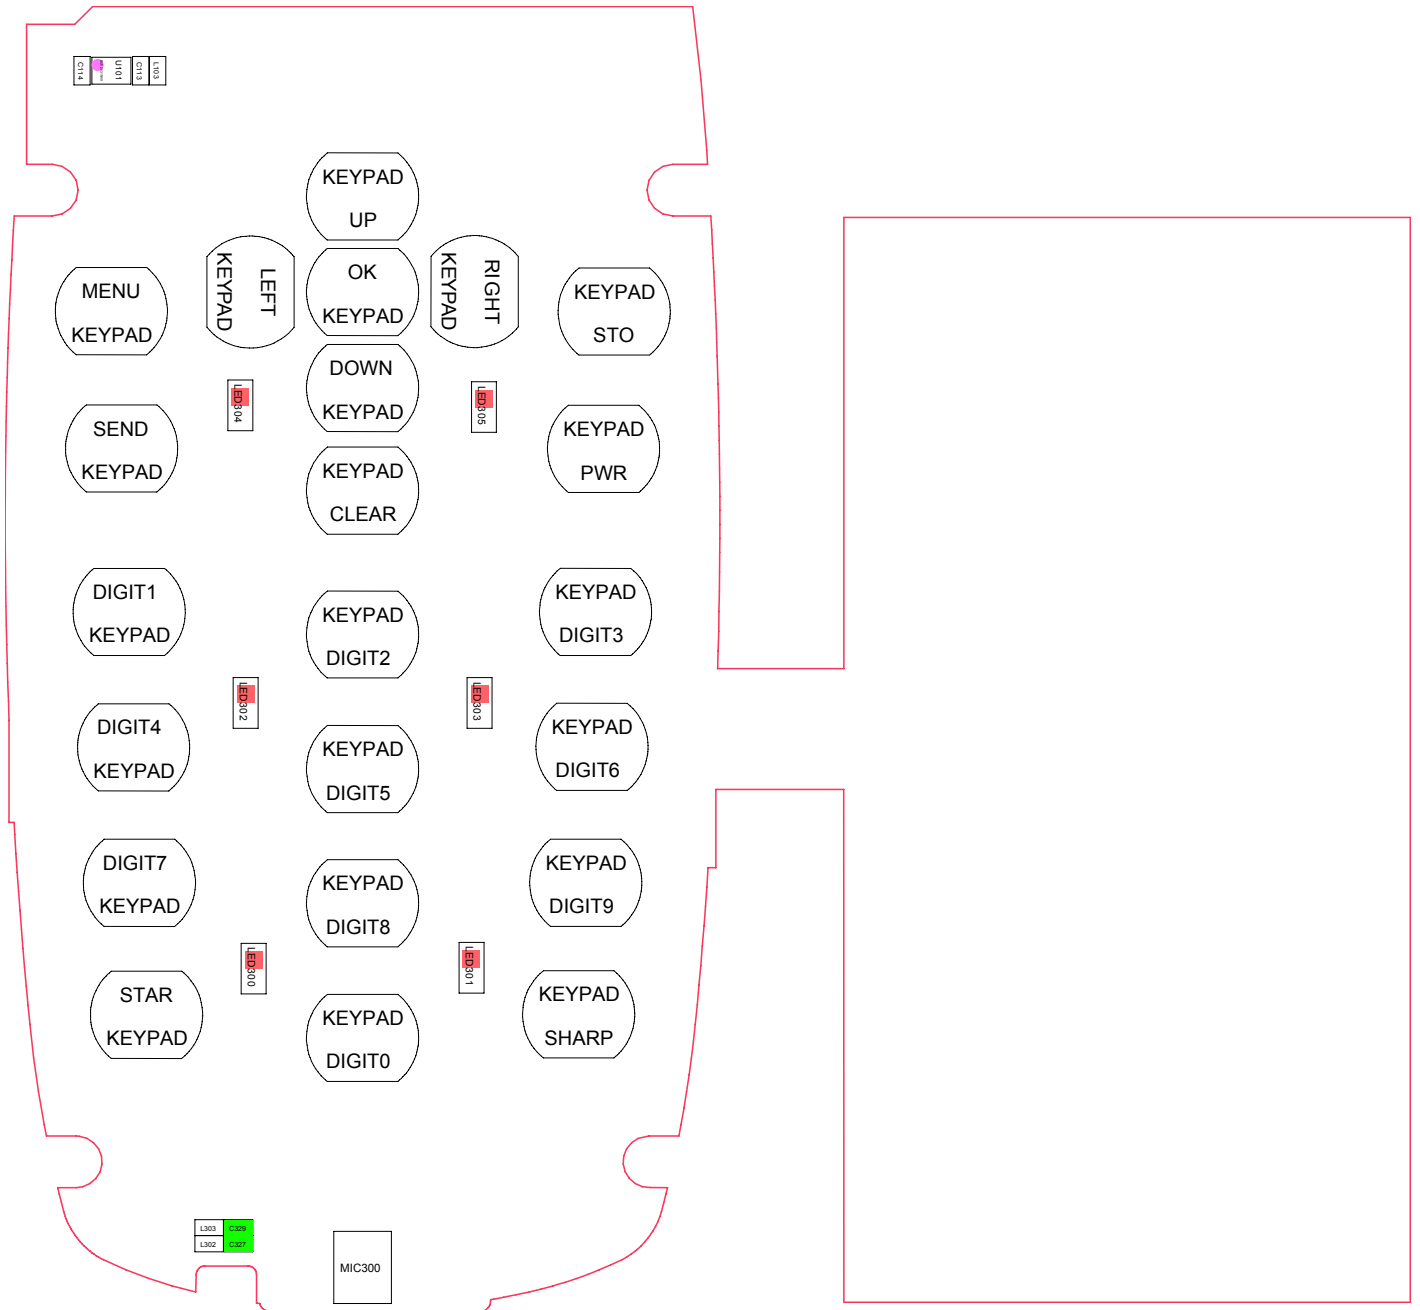 C114
U101
C113
L103
KEYPAD
UP
LEFT
KEYPAD
OK
KEYPAD
RIGHT
KEYPAD
MENU
KEYPAD
KEYPAD
STO
DOWN
KEYPAD
LED304
LED305
SEND
KEYPAD
KEYPAD
CLEAR
KEYPAD
PWR
DIGIT1
KEYPAD
KEYPAD
DIGIT2
KEYPAD
DIGIT3
LED302
LED303
DIGIT4
KEYPAD
KEYPAD
DIGIT5
KEYPAD
DIGIT6
DIGIT7
KEYPAD
KEYPAD
DIGIT8
KEYPAD
DIGIT9
LED300
LED301
STAR
KEYPAD
KEYPAD
DIGIT0
KEYPAD
SHARP
L303 C329
L302 C327
MIC300